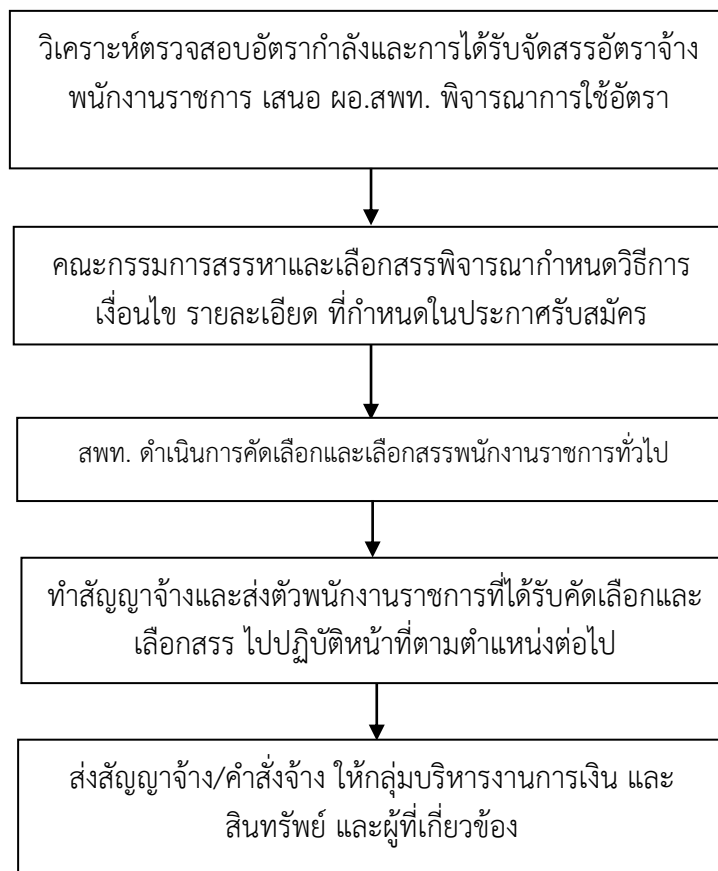 วิเคราะห์ตรวจสอบอัตรากำลังและการได้รับจัดสรรอัตราจ้าง
พนักงานราชการ เสนอ ผอ.สพท. พิจารณาการใช้อัตรา
คณะกรรมการสรรหาและเลือกสรรพิจารณากำหนดวิธีการ
เงื่อนไข รายละเอียด ที่กำหนดในประกาศรับสมัคร
สพท. ดำเนินการคัดเลือกและเลือกสรรพนักงานราชการทั่วไป
ทำสัญญาจ้างและส่งตัวพนักงานราชการที่ได้รับคัดเลือกและ
เลือกสรร ไปปฏิบัติหน้าที่ตามตำแหน่งต่อไป
ส่งสัญญาจ้าง/คำสั่งจ้าง ให้กลุ่มบริหารงานการเงิน และ
สินทรัพย์ และผู้ที่เกี่ยวข้อง